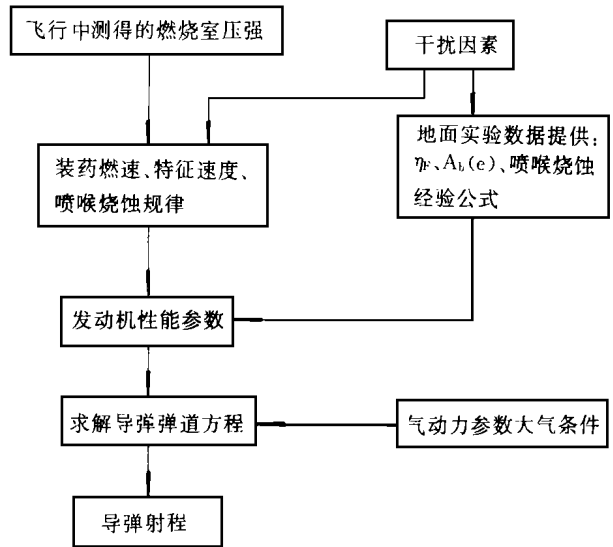 飞行中测得的燃烧室压强
干扰因素
地面实验数据提供:
ηF、Ab(e)、喷喉烧蚀
经验公式
装药燃速、特征速度、
喷喉烧蚀规律
发动机性能参数
求解导弹弹道方程
气动力参数大气条件
导弹射程